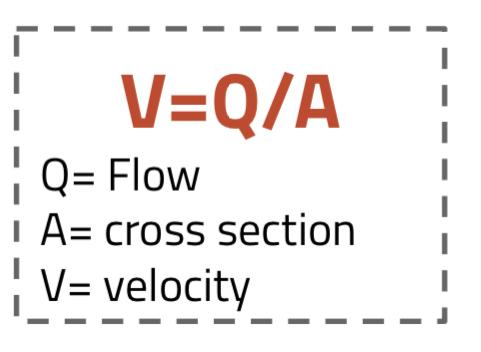 V=Q/A
Q= Flow
A= cross section
V= velocity